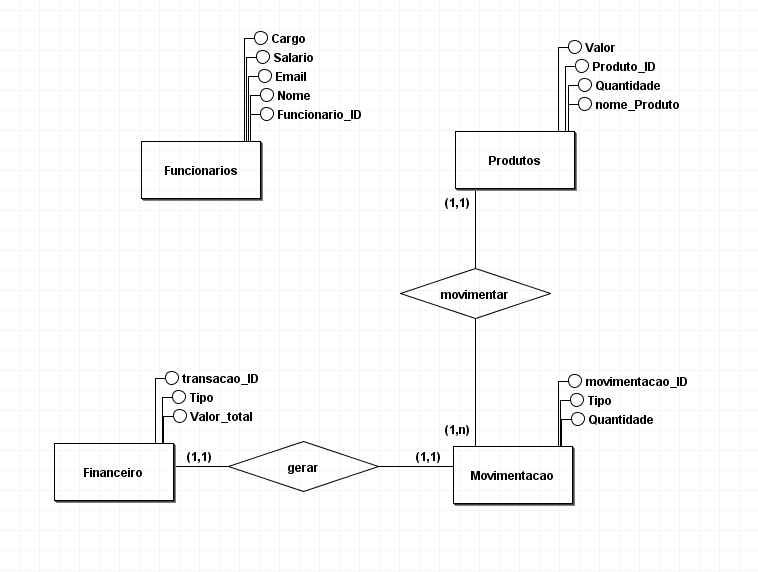 Cargo
Salario
Email
Nome
Funcionario_ID
Funcionarios
Valor
Produto_ID
Quantidade
nome_Produto
Produtos
(1,1)
movimentar
(1,n)
movimentacao_ID
Tipo
Quantidade
Movimentacao
transacao_ID
Tipo
Valor_total
Financeiro
(1,1)
gerar
(1,1)